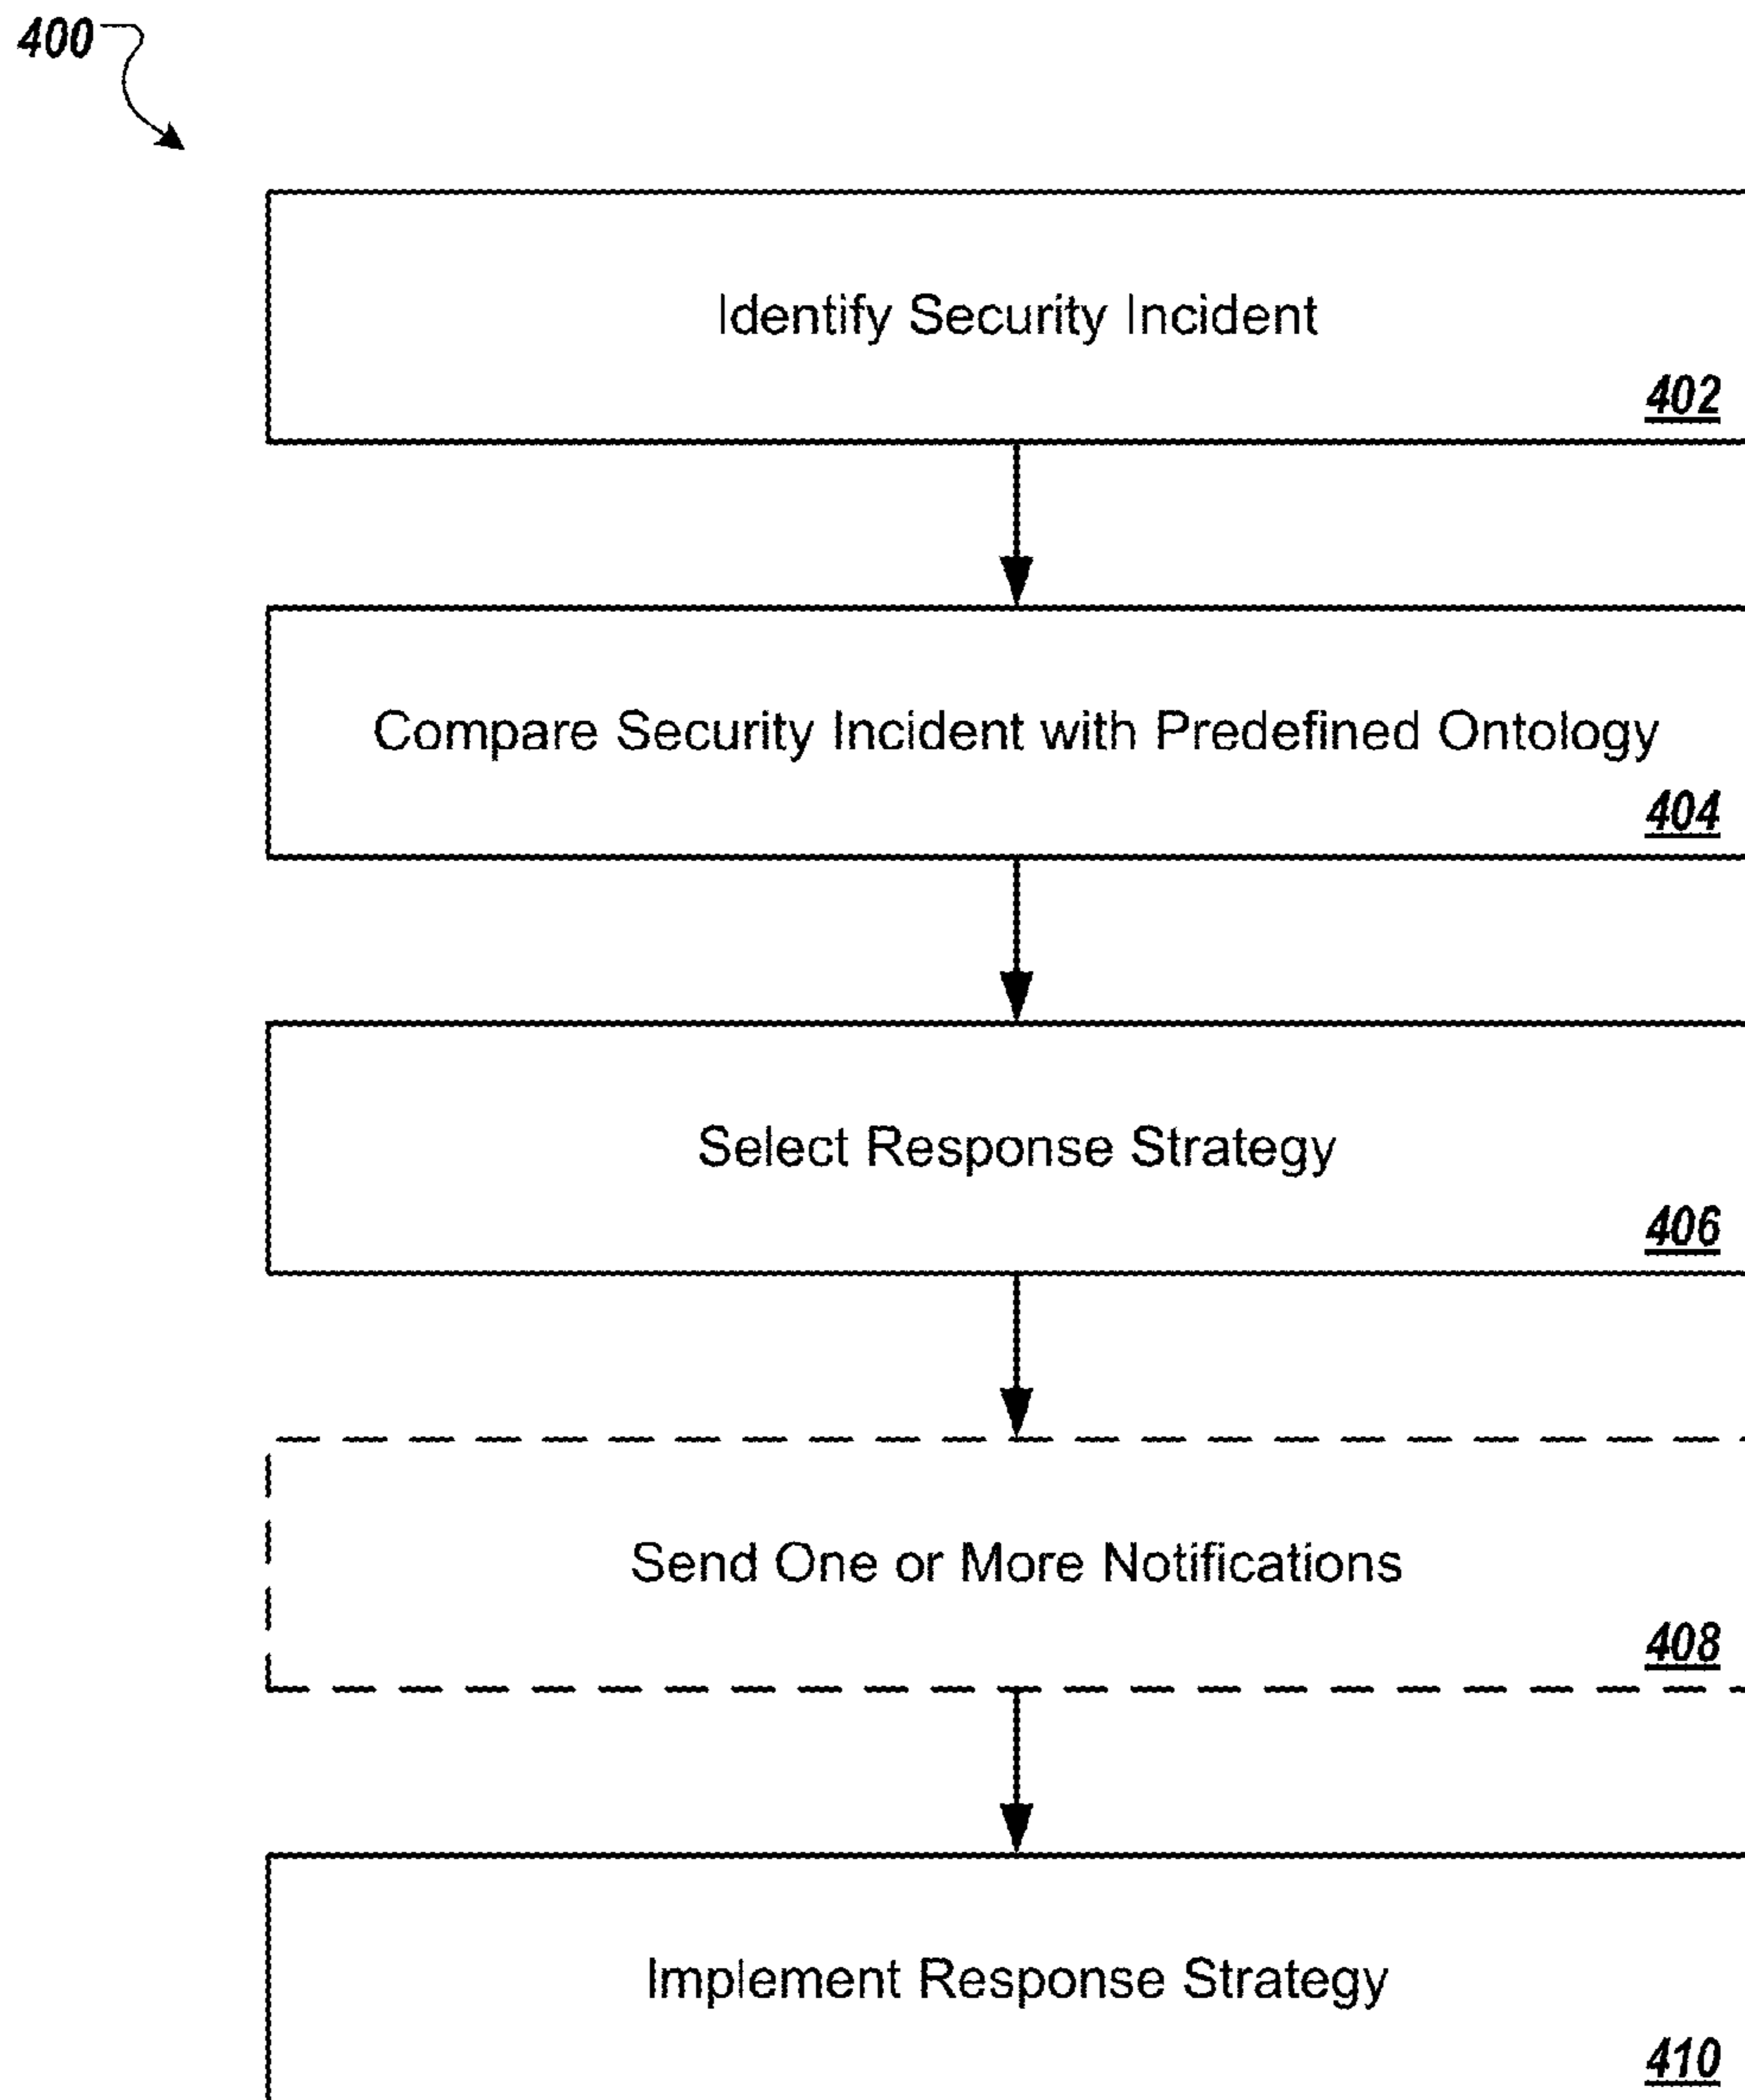 400
Identify Security Incident
402
Compare Security Incident with Predefined Ontology
404
Select Response Strategy
406
Send One or More Notifications
408
Implement Response Strategy
410